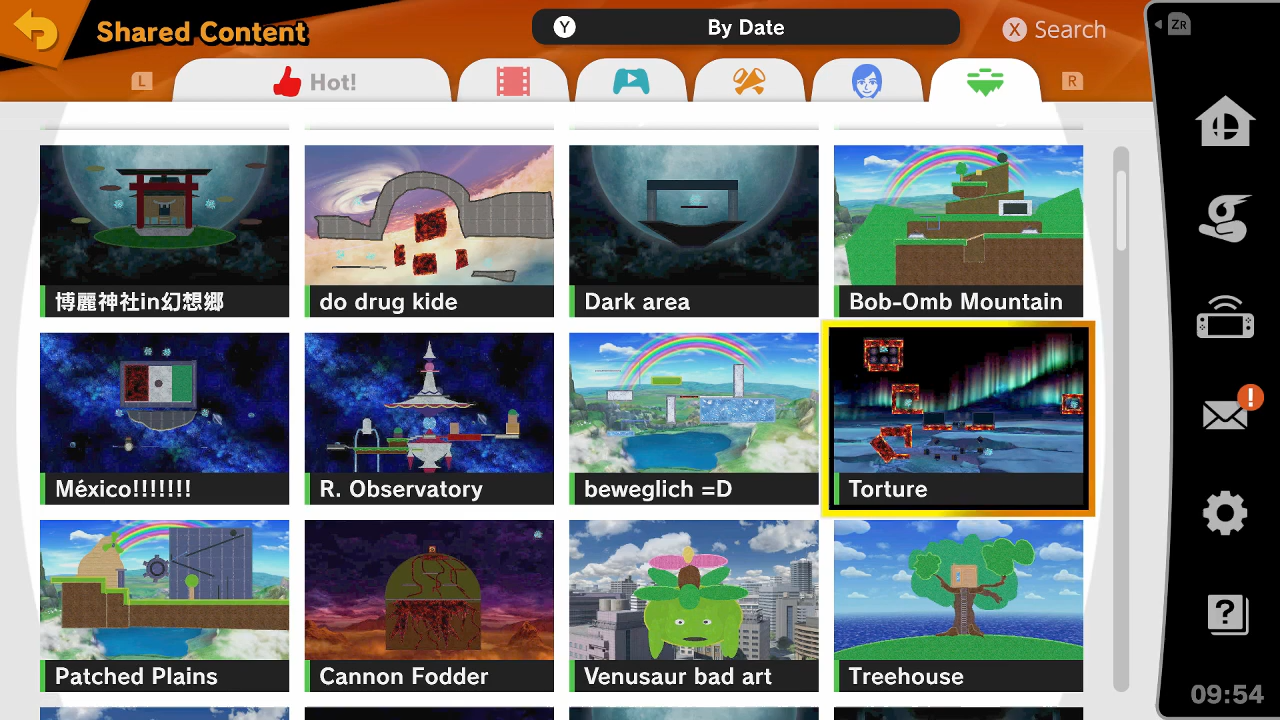 Shared Content
Y By Date
X Search
ZR
L
Hot!
R
博麗神社in幻想郷
do drug kide
Dark area
Bob-Omb Mountain
México!!!!!!!
R. Observatory
beweglich =D
Torture
Patched Plains
Cannon Fodder
Venusaur bad art
Treehouse
09:54